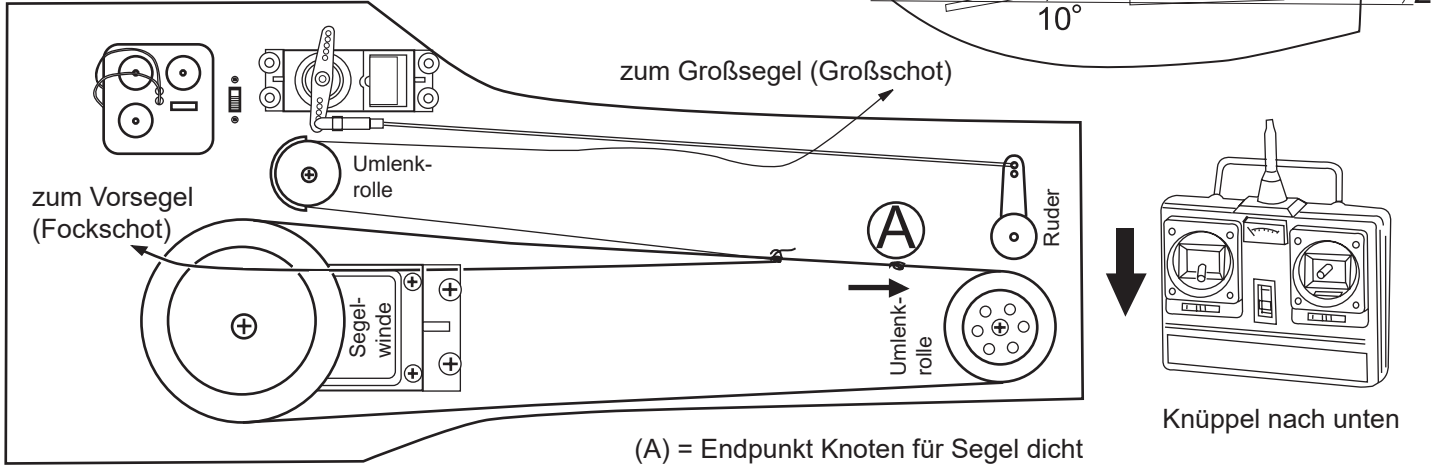 10°
zum Großsegel (Großschot)
Umlenk-
rolle
zum Vorsegel
(Fockschot)
A
Ruder
Segel-
winde
Umlenk-
rolle
Knüppel nach unten
(A) = Endpunkt Knoten für Segel dicht